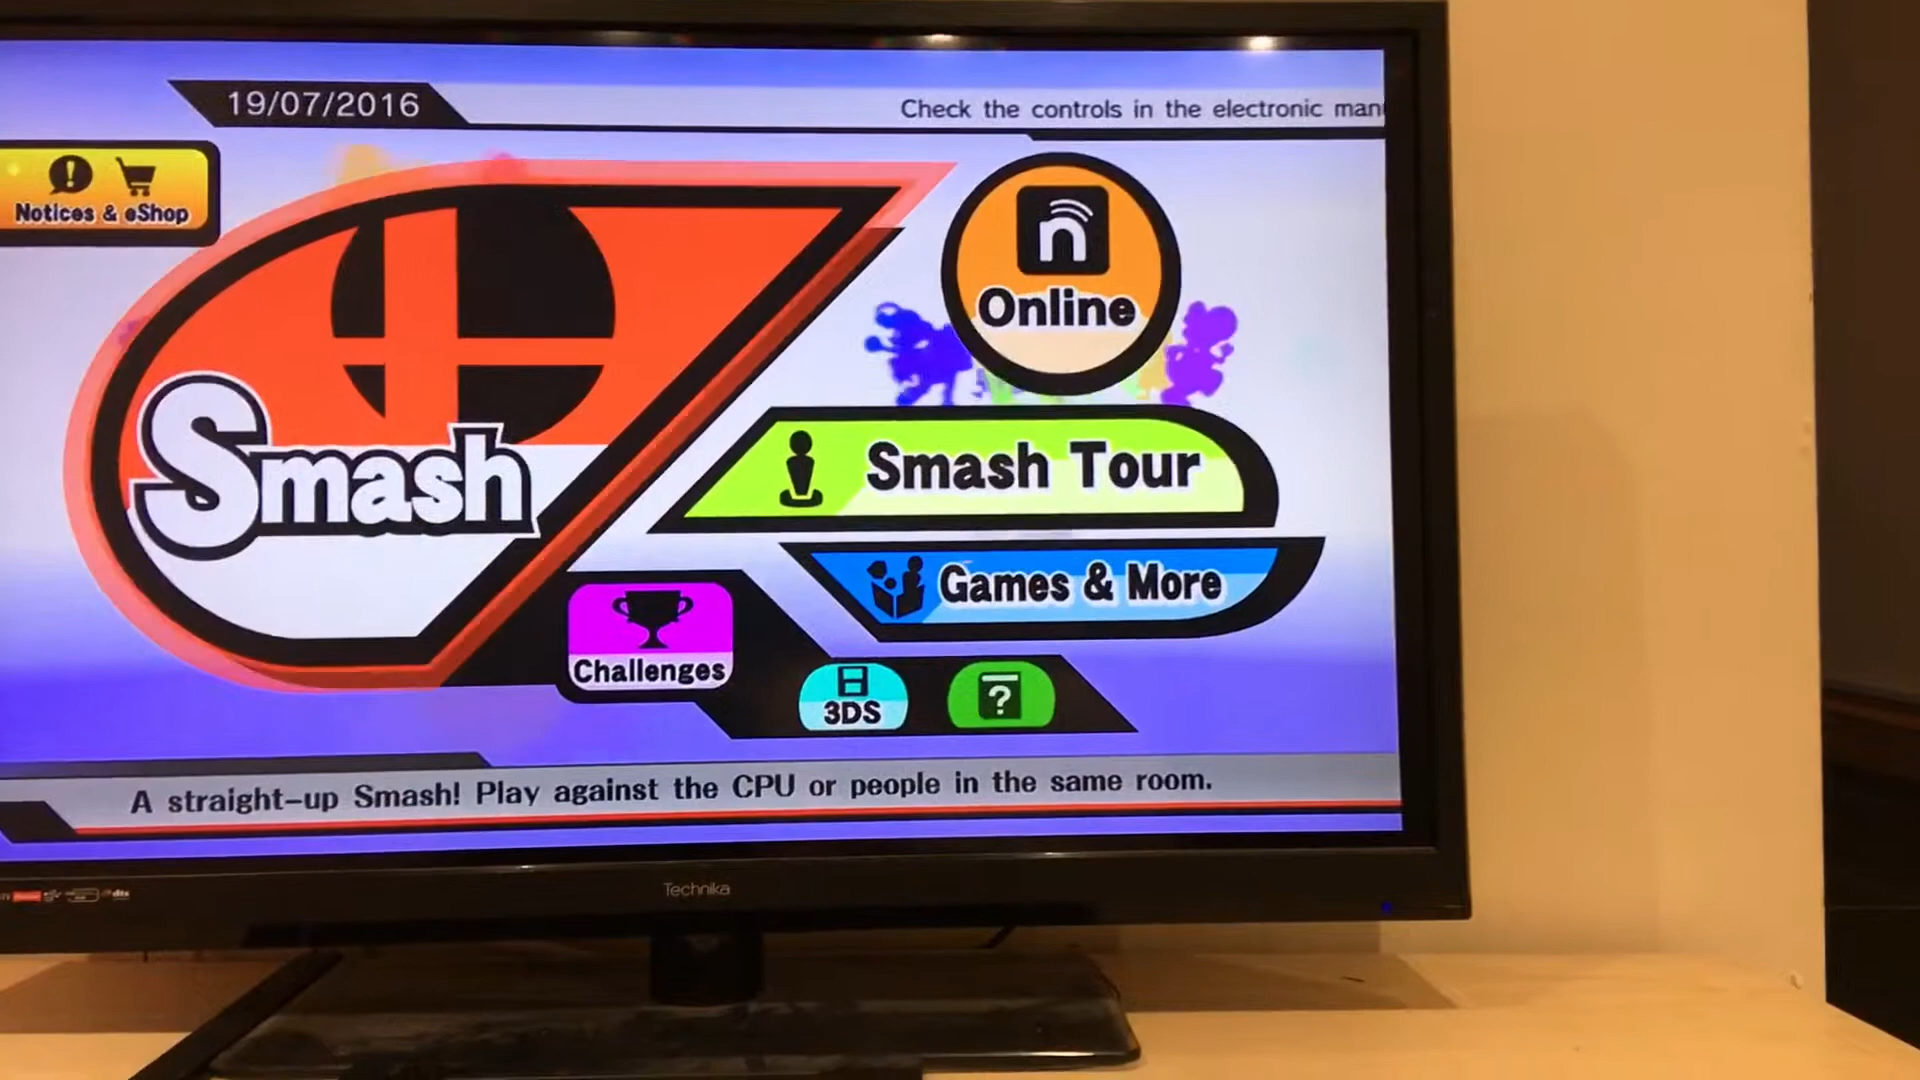 19/07/2016
Check the controls in the electronic man
Notices & eShop
n
Online
Smash
Smash Tour
Games & More
Challenges
3DS
?
A straight-up Smash! Play against the CPU or people in the same room.
Technika
dts